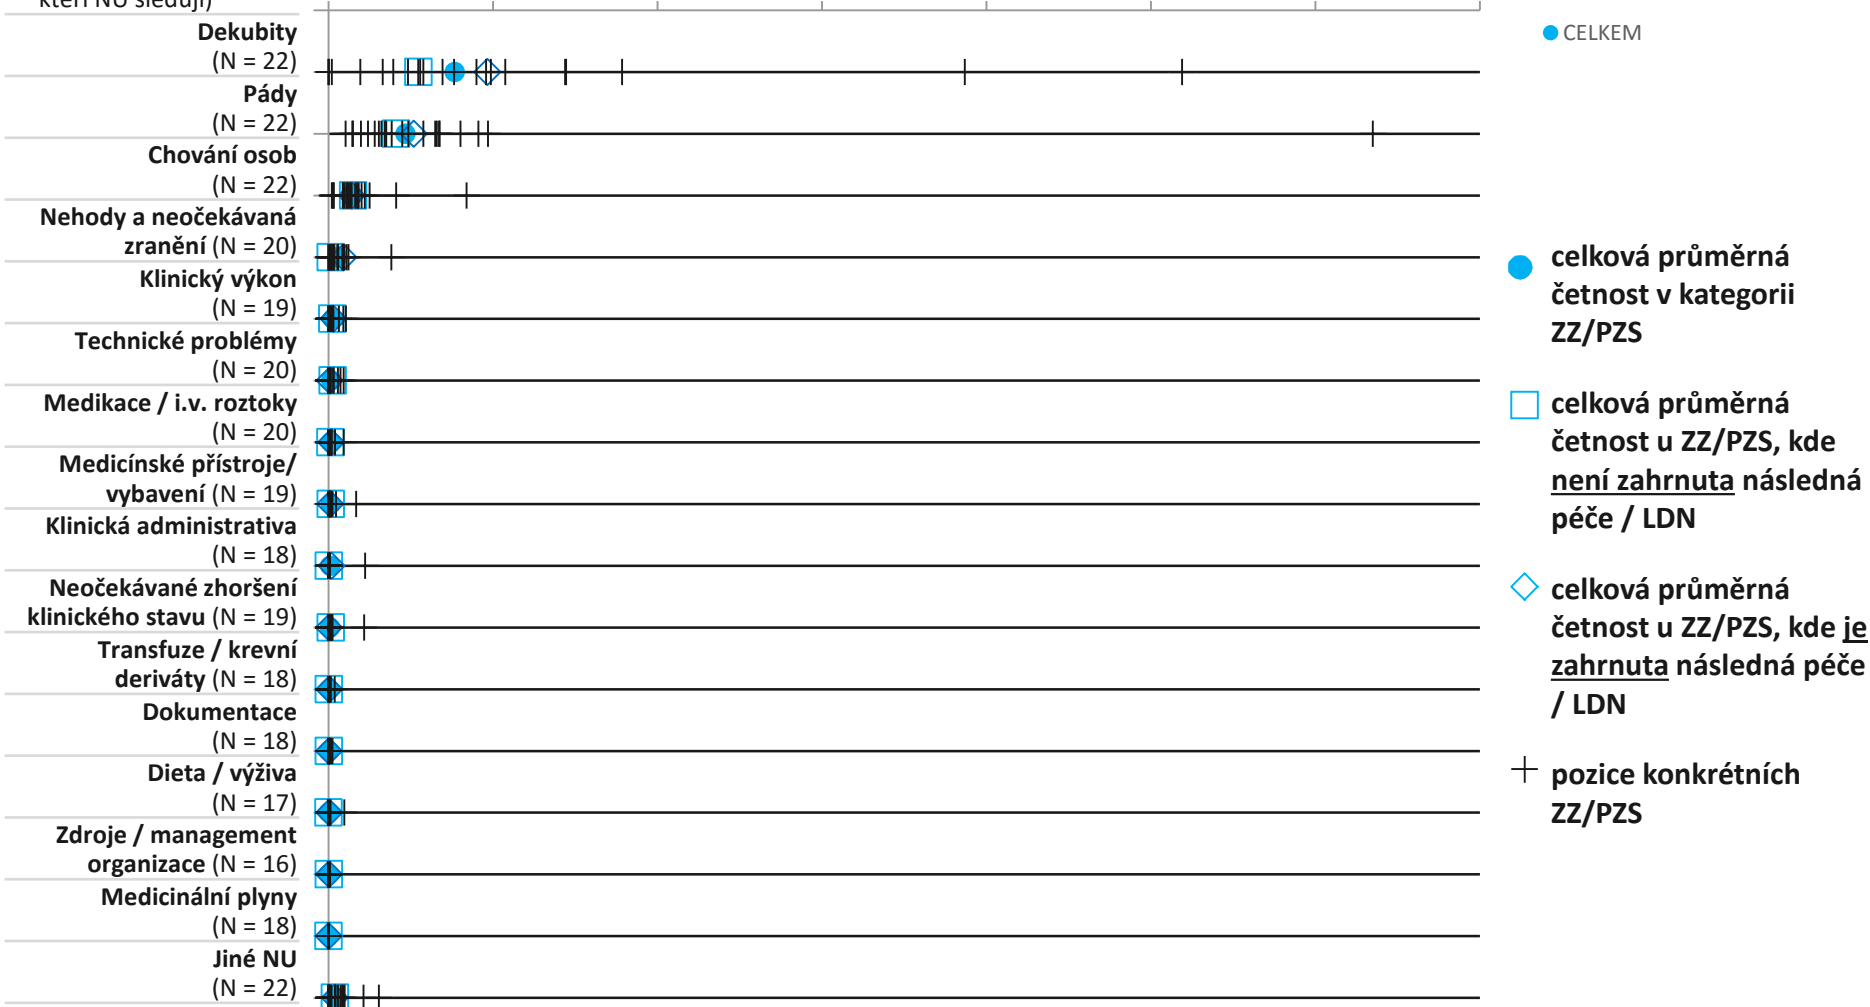 kteří NÚ sledují)
Dekubity
(N = 22)
Pády
(N = 22)
Chování osob
(N = 22)
Nehody a neočekávaná
zranění (N = 20)
Klinický výkon
(N = 19)
Technické problémy
(N = 20)
Medikace / i.v. roztoky
(N = 20)
Medicínské přístroje/
vybavení (N = 19)
Klinická administrativa
(N = 18)
Neočekávané zhoršení
klinického stavu (N = 19)
Transfuze / krevní
deriváty (N = 18)
Dokumentace
(N = 18)
Dieta / výživa
(N = 17)
Zdroje / management
organizace (N = 16)
Medicinální plyny
(N = 18)
Jiné NU
(N = 22)
CELKEM
celková průměrná
četnost v kategorii
ZZ/PZS
celková průměrná
četnost u ZZ/PZS, kde
není zahrnuta následná
péče / LDN
celková průměrná
četnost u ZZ/PZS, kde je
zahrnuta následná péče
/ LDN
pozice konkrétních
ZZ/PZS